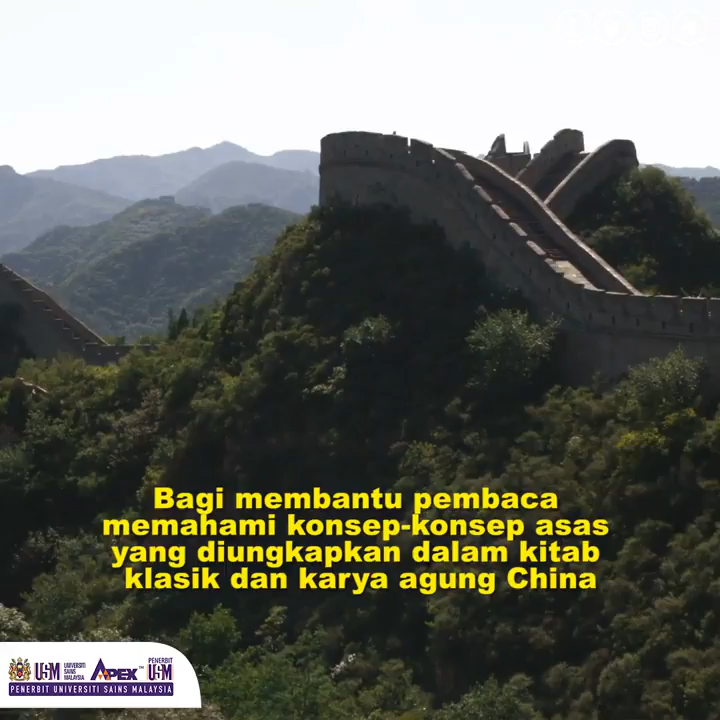 Bagi membantu pembaca
memahami konsep-konsep asas
yang diungkapkan dalam kitab
klasik dan karya agung China
USM
UNIVERSITI
SAINS
MALAYSIA
APEX™
PENERBIT
USM
PENERBIT UNIVERSITI SAINS MALAYSIA